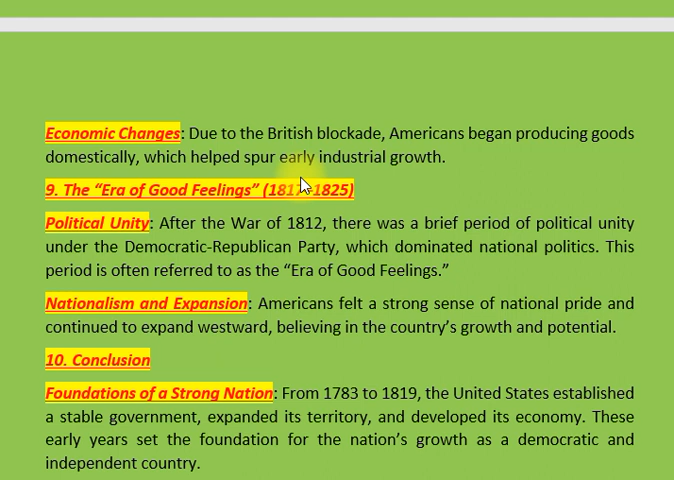 Economic Changes: Due to the British blockade, Americans began producing goods
domestically, which helped spur early industrial growth.
9. The “Era of Good Feelings” (1817-1825)
Political Unity: After the War of 1812, there was a brief period of political unity
under the Democratic-Republican Party, which dominated national politics. This
period is often referred to as the “Era of Good Feelings.”
Nationalism and Expansion: Americans felt a strong sense of national pride and
continued to expand westward, believing in the country’s growth and potential.
10. Conclusion
Foundations of a Strong Nation: From 1783 to 1819, the United States established
a stable government, expanded its territory, and developed its economy. These
early years set the foundation for the nation’s growth as a democratic and
independent country.